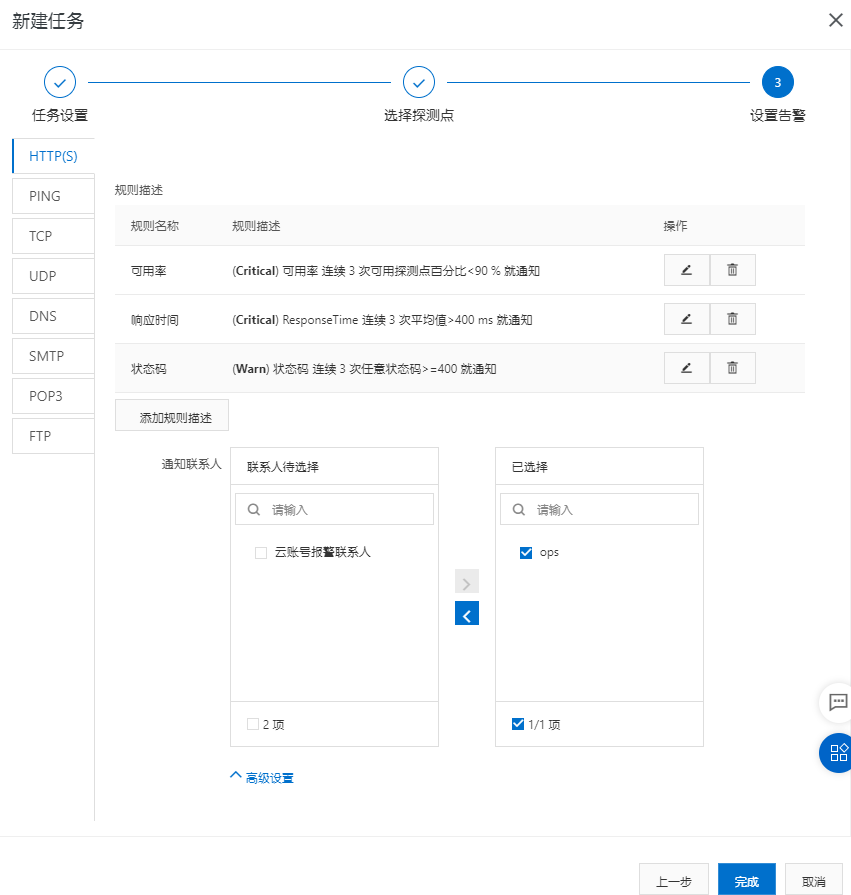 新建任务
3
任务设置 选择探测点 设置告警
HTTP(S)
PING
TCP
UDP
DNS
SMTP
POP3
FTP
规则描述
规则名称 规则描述 操作
可用率 (Critical) 可用率 连续 3 次可用探测点百分比<90 % 就通知
响应时间 (Critical) ResponseTime 连续 3 次平均值>400 ms 就通知
状态码 (Warn) 状态码 连续 3 次任意状态码>=400 就通知
添加规则描述
通知联系人
联系人待选择
请输入
云账号报警联系人
2 项
已选择
请输入
ops
1/1 项
高级设置
上一步 完成 取消